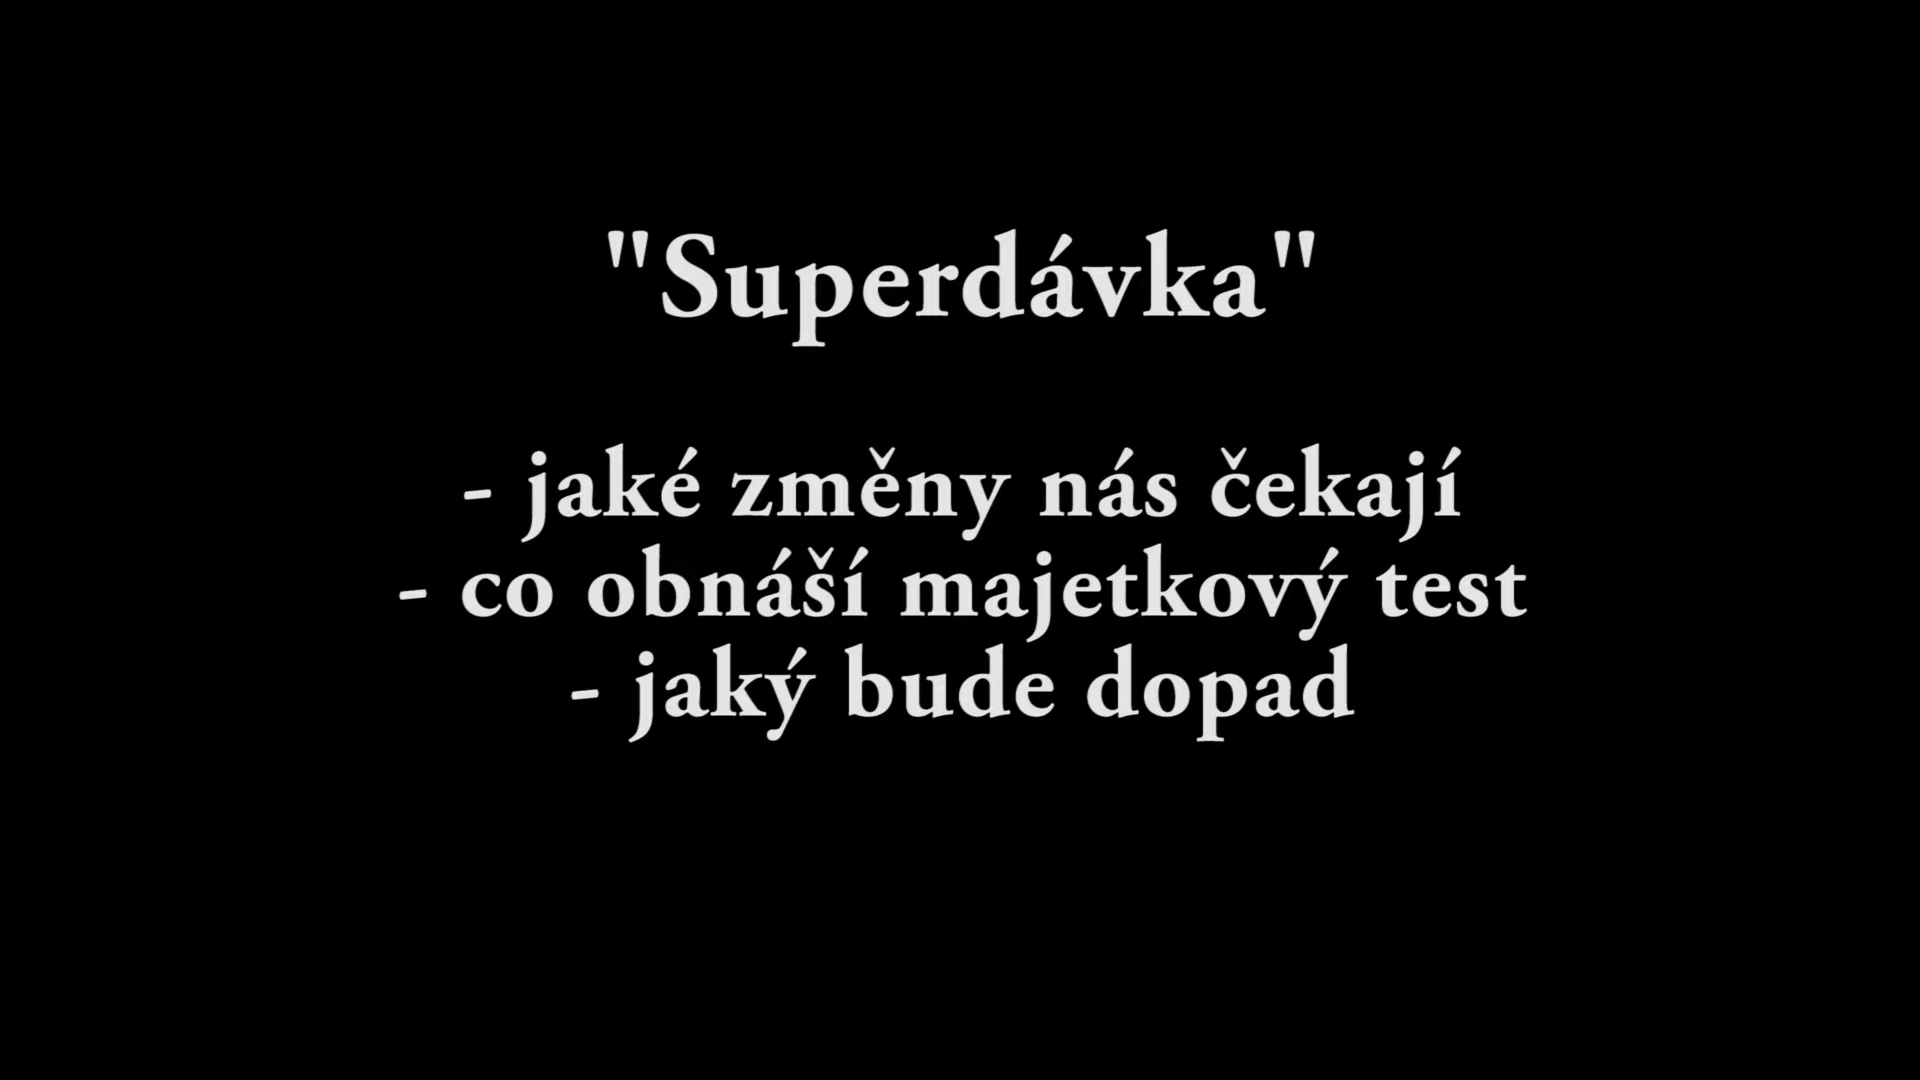 "Superdávka"
- jaké změny nás čekají
- co obnáší majetkový test
- jaký bude dopad